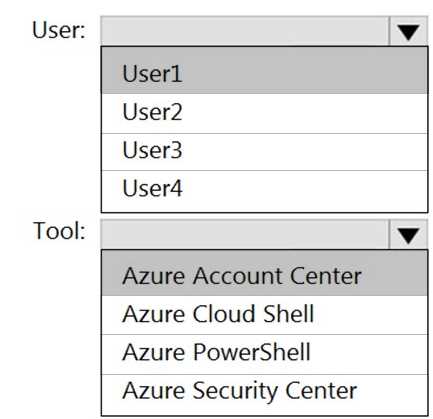 User:
User1
User2
User3
User4
Tool:
Azure Account Center
Azure Cloud Shell
Azure PowerShell
Azure Security Center